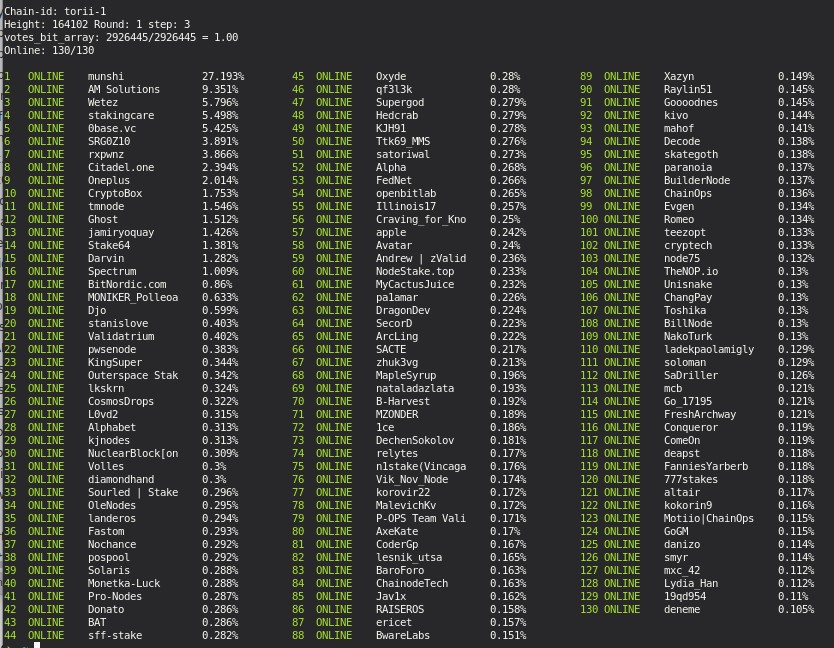 Chain-id: torii-1
Height: 164102 Round: 1 step: 3
votes_bit_array: 2926445/2926445 = 1.00
Online: 130/130
1 ONLINE munshi 27.193% 45 ONLINE Oxyde 0.28% 89 ONLINE Xazyn 0.149%
2 ONLINE AM Solutions 9.351% 46 ONLINE qf3l3k 0.28% 90 ONLINE Raylin51 0.145%
3 ONLINE Wetez 5.796% 47 ONLINE Supergod 0.279% 91 ONLINE Goooodnes 0.145%
4 ONLINE stakingcare 5.498% 48 ONLINE Hedcrab 0.279% 92 ONLINE kivo 0.144%
5 ONLINE 0base.vc 5.425% 49 ONLINE KJH91 0.278% 93 ONLINE mahof 0.141%
6 ONLINE SRG0Z10 3.891% 50 ONLINE Ttk69_MMS 0.276% 94 ONLINE Decode 0.138%
7 ONLINE rxpwnz 3.866% 51 ONLINE satoriwal 0.273% 95 ONLINE skategoth 0.138%
8 ONLINE Citadel.one 2.394% 52 ONLINE Alpha 0.268% 96 ONLINE paranoia 0.137%
9 ONLINE Oneplus 2.014% 53 ONLINE FedNet 0.266% 97 ONLINE BuilderNode 0.137%
10 ONLINE CryptoBox 1.753% 54 ONLINE openbitlab 0.265% 98 ONLINE ChainOps 0.136%
11 ONLINE tmnode 1.546% 55 ONLINE Illinois17 0.257% 99 ONLINE Evgen 0.134%
12 ONLINE Ghost 1.512% 56 ONLINE Craving_for_Kno 0.25% 100 ONLINE Romeo 0.134%
13 ONLINE jamiryoquay 1.426% 57 ONLINE apple 0.242% 101 ONLINE teezopt 0.133%
14 ONLINE Stake64 1.381% 58 ONLINE Avatar 0.24% 102 ONLINE cryptech 0.133%
15 ONLINE Darvin 1.282% 59 ONLINE Andrew | zValid 0.236% 103 ONLINE node75 0.132%
16 ONLINE Spectrum 1.009% 60 ONLINE NodeStake.top 0.233% 104 ONLINE TheNOP.io 0.13%
17 ONLINE BitNordic.com 0.86% 61 ONLINE MyCactusJuice 0.232% 105 ONLINE Unisnake 0.13%
18 ONLINE MONIKER_Polleoa 0.633% 62 ONLINE pa1amar 0.226% 106 ONLINE ChangPay 0.13%
19 ONLINE Djo 0.599% 63 ONLINE DragonDev 0.224% 107 ONLINE Toshika 0.13%
20 ONLINE stanislove 0.403% 64 ONLINE SecorD 0.223% 108 ONLINE BillNode 0.13%
21 ONLINE Validatrium 0.402% 65 ONLINE ArcLing 0.222% 109 ONLINE NakoTurk 0.13%
22 ONLINE pwsenode 0.383% 66 ONLINE SACTE 0.217% 110 ONLINE ladekpaolamigly 0.129%
23 ONLINE KingSuper 0.344% 67 ONLINE zhuk3vg 0.213% 111 ONLINE soloman 0.129%
24 ONLINE Outerspace Stak 0.342% 68 ONLINE MapleSyrup 0.196% 112 ONLINE SaDriller 0.126%
25 ONLINE lkskrn 0.324% 69 ONLINE nataladazlata 0.193% 113 ONLINE mcb 0.121%
26 ONLINE CosmosDrops 0.322% 70 ONLINE B-Harvest 0.192% 114 ONLINE Go_17195 0.121%
27 ONLINE L0vd2 0.315% 71 ONLINE MZONDER 0.189% 115 ONLINE FreshArchway 0.121%
28 ONLINE Alphabet 0.313% 72 ONLINE 1ce 0.186% 116 ONLINE Conqueror 0.119%
29 ONLINE kjnodes 0.313% 73 ONLINE DechenSokolov 0.181% 117 ONLINE ComeOn 0.119%
30 ONLINE NuclearBlock[on 0.309% 74 ONLINE relytes 0.177% 118 ONLINE deapst 0.118%
31 ONLINE Volles 0.3% 75 ONLINE n1stake(Vincaga 0.176% 119 ONLINE FanniesYarberb 0.118%
32 ONLINE diamondhand 0.3% 76 ONLINE Vik_Nov_Node 0.174% 120 ONLINE 777stakes 0.118%
33 ONLINE Sourled | Stake 0.296% 77 ONLINE korovir22 0.172% 121 ONLINE altair 0.117%
34 ONLINE OleNodes 0.295% 78 ONLINE MalevichKv 0.172% 122 ONLINE kokorin9 0.116%
35 ONLINE landeros 0.294% 79 ONLINE P-OPS Team Vali 0.171% 123 ONLINE Motiio|ChainOps 0.115%
36 ONLINE Fastom 0.293% 80 ONLINE AxeKate 0.17% 124 ONLINE GoGM 0.115%
37 ONLINE Nochance 0.292% 81 ONLINE CoderGp 0.167% 125 ONLINE danizo 0.114%
38 ONLINE pospool 0.292% 82 ONLINE lesnik_utsa 0.165% 126 ONLINE smyr 0.114%
39 ONLINE Solaris 0.288% 83 ONLINE BaroForo 0.163% 127 ONLINE mxc_42 0.112%
40 ONLINE Monetka-Luck 0.288% 84 ONLINE ChainodeTech 0.163% 128 ONLINE Lydia_Han 0.112%
41 ONLINE Pro-Nodes 0.287% 85 ONLINE Jav1x 0.162% 129 ONLINE 19qd954 0.11%
42 ONLINE Donato 0.286% 86 ONLINE RAISEROS 0.158% 130 ONLINE deneme 0.105%
43 ONLINE BAT 0.286% 87 ONLINE ericet 0.157%
44 ONLINE sff-stake 0.282% 88 ONLINE BwareLabs 0.151%